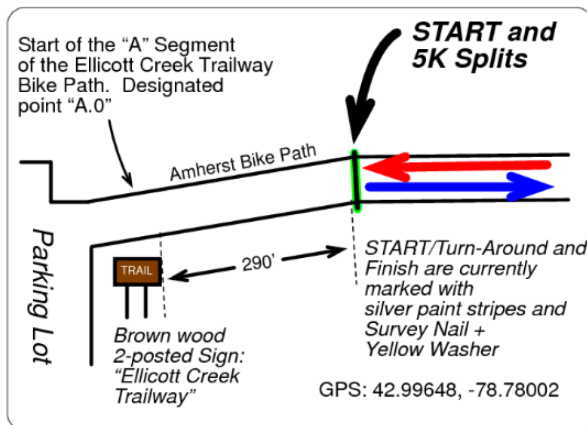 START and
5K Splits
Start of the “A” Segment
of the Ellicott Creek Trailway
Bike Path. Designated
point “A.0”
Amherst Bike Path
Parking Lot
TRAIL
290’
Brown wood
2-posted Sign:
“Ellicott Creek
Trailway”
START/Turn-Around and
Finish are currently
marked with
silver paint stripes and
Survey Nail +
Yellow Washer
GPS: 42.99648, -78.78002